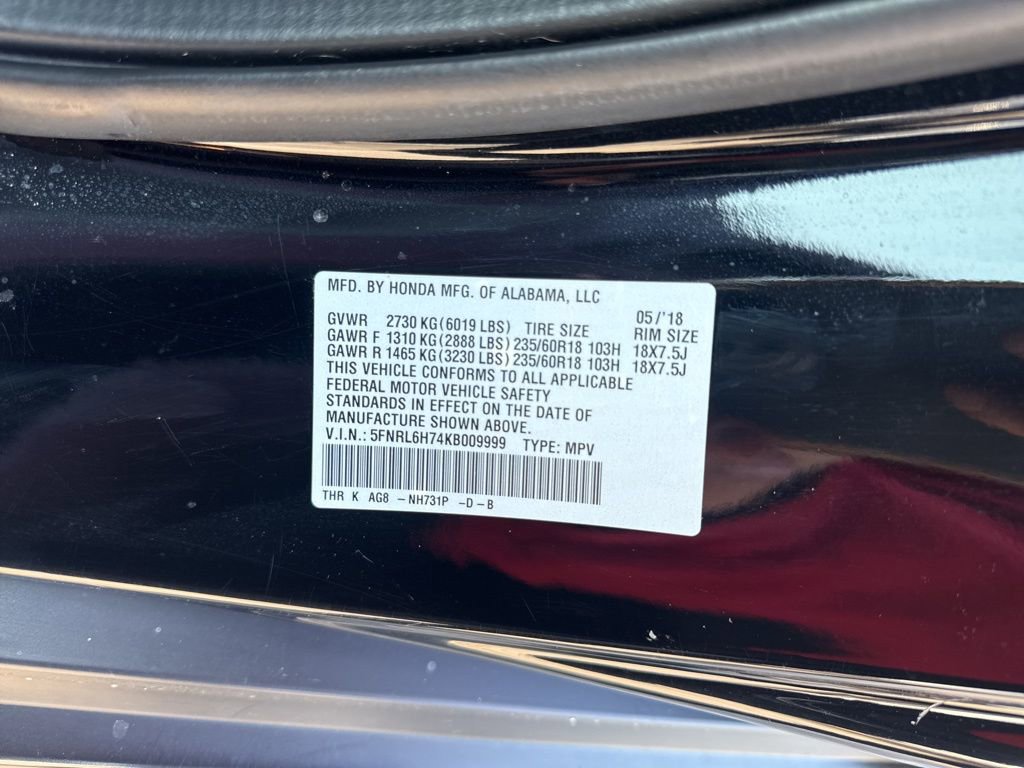 MFD. BY HONDA MFG. OF ALABAMA, LLC
GVWR 2730 KG (6019 LBS) TIRE SIZE 05/'18 RIM SIZE
GAWR F 1310 KG (2888 LBS) 235/60R18 103H 18X7.5J
GAWR R 1465 KG (3230 LBS) 235/60R18 103H 18X7.5J
THIS VEHICLE CONFORMS TO ALL APPLICABLE
FEDERAL MOTOR VEHICLE SAFETY
STANDARDS IN EFFECT ON THE DATE OF
MANUFACTURE SHOWN ABOVE.
V.I.N.: 5FNRL6H74KB009999 TYPE: MPV
THR K AG8 -NH731P -D-B